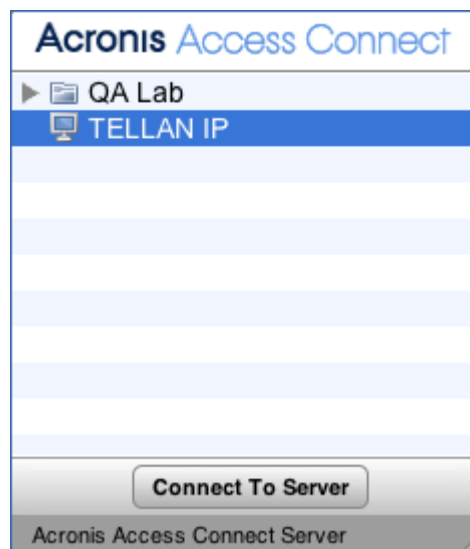 Acronis Access Connect
QA Lab
TELLAN IP
Connect To Server
Acronis Access Connect Server